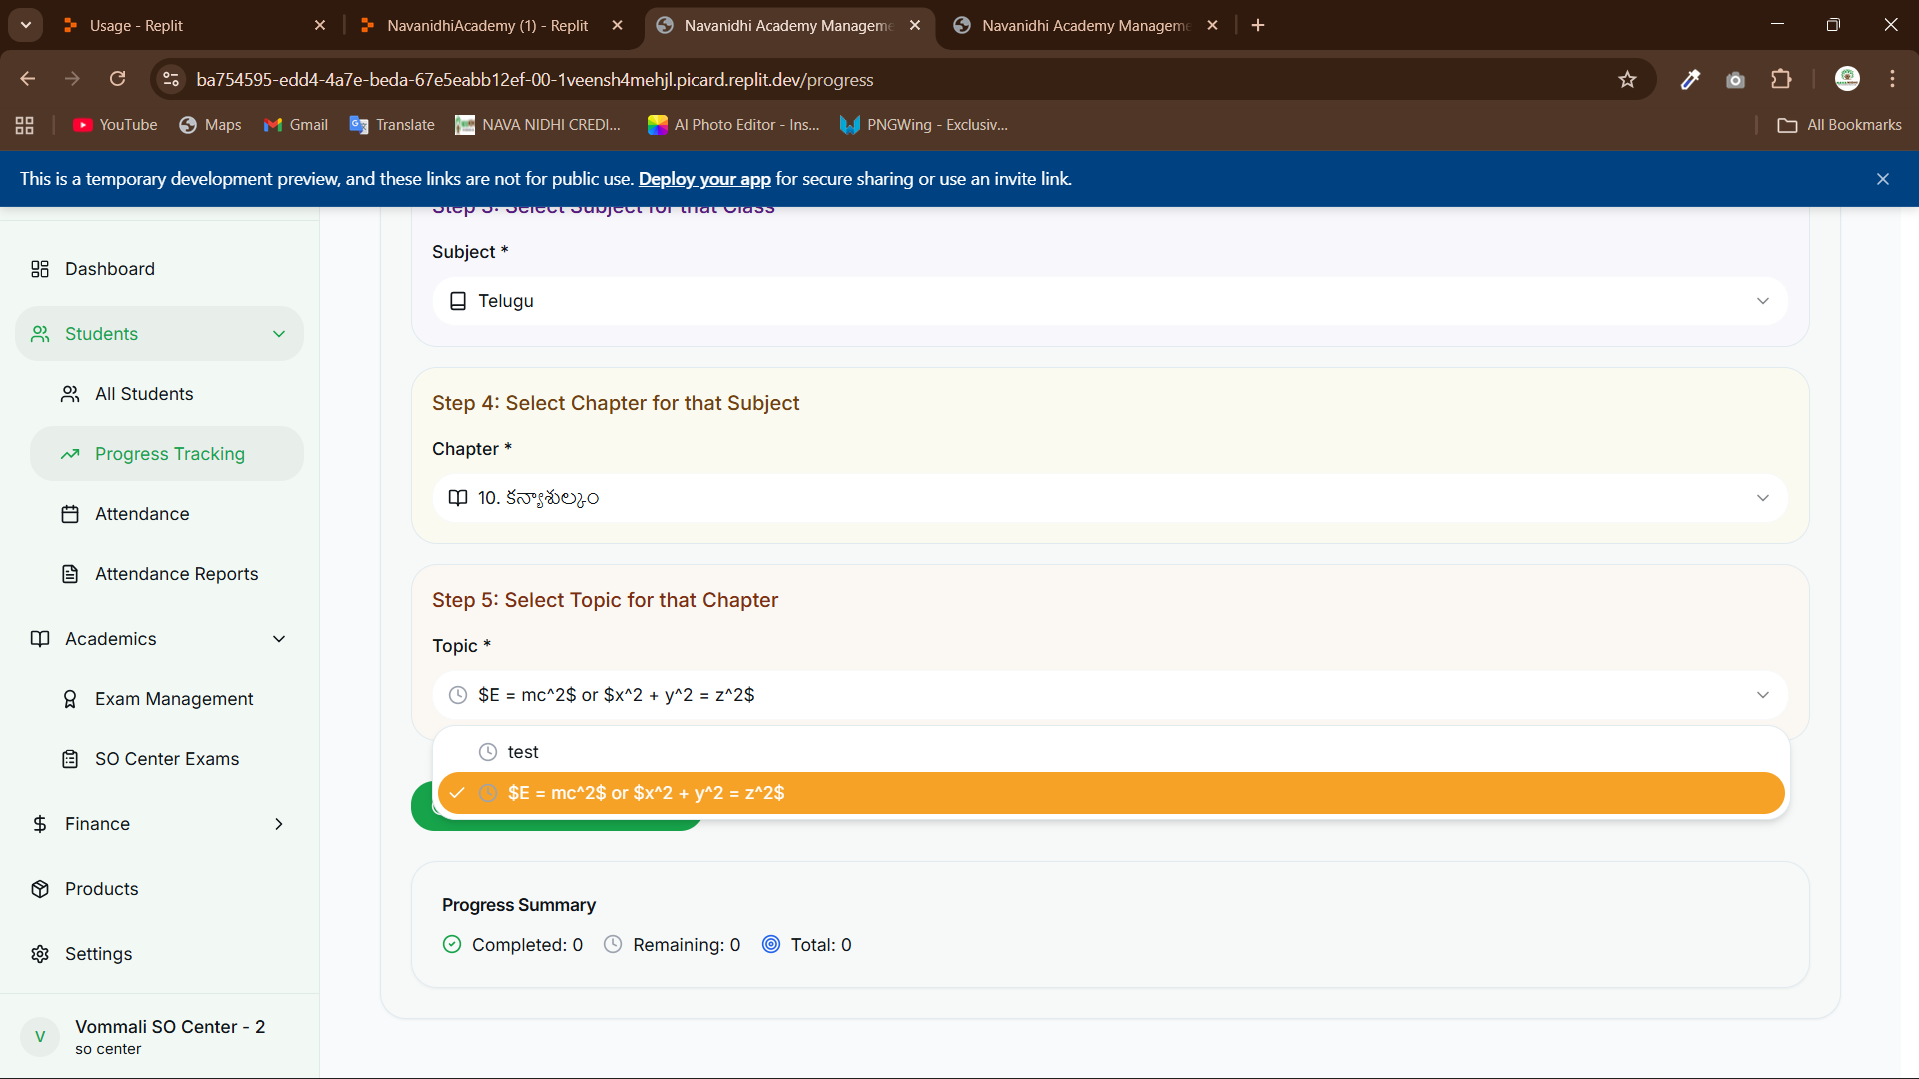 Usage - Replit
NavanidhiAcademy (1) - Replit
Navanidhi Academy Manageme
Navanidhi Academy Manageme
ba754595-edd4-4a7e-beda-67e5eabb12ef-00-1veensh4mehjl.picard.replit.dev/progress
YouTube
Maps
Gmail
Translate
NAVA NIDHI CREDI...
AI Photo Editor - Ins...
PNGWing - Exclusiv...
All Bookmarks
This is a temporary development preview, and these links are not for public use. Deploy your app for secure sharing or use an invite link.
Step 3: Select Subject for that Class
Subject *
Telugu
Step 4: Select Chapter for that Subject
Chapter *
10. కన్యాశుల్కం
Step 5: Select Topic for that Chapter
Topic *
$E = mc^2$ or $x^2 + y^2 = z^2$
test
$E = mc^2$ or $x^2 + y^2 = z^2$
Progress Summary
Completed: 0
Remaining: 0
Total: 0
Dashboard
Students
All Students
Progress Tracking
Attendance
Attendance Reports
Academics
Exam Management
SO Center Exams
Finance
Products
Settings
V
Vommali SO Center - 2
so center